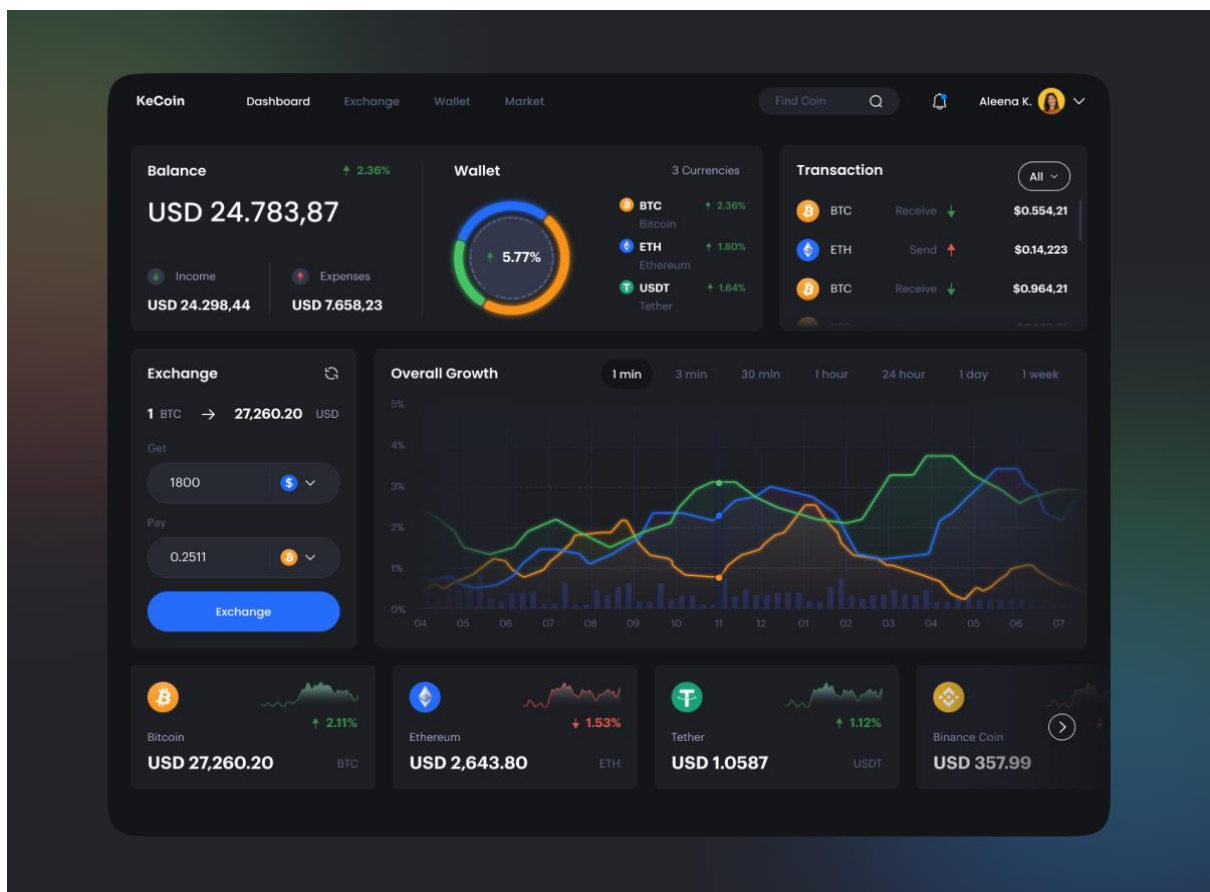 KeCoin Dashboard Exchange Wallet Market Find Coin Aleena K.
Balance 2.36%
USD 24.783,87
Income Expenses
USD 24.298,44 USD 7.658,23
Wallet 3 Currencies
5.77%
BTC 2.36%
Bitcoin
ETH 1.80%
Ethereum
USDT 1.64%
Tether
Transaction All
BTC Receive $0.554,21
ETH Send $0.14,223
BTC Receive $0.964,21
Exchange
1 BTC → 27,260.20 USD
Get
1800 $
Pay
0.2511
Exchange
Overall Growth 1 min 3 min 30 min 1 hour 24 hour 1 day 1 week
5%
4%
3%
2%
1%
0%
04 05 06 07 08 09 10 11 12 01 02 03 04 05 06 07
2.11%
Bitcoin
USD 27,260.20 BTC
1.53%
Ethereum
USD 2,643.80 ETH
1.12%
Tether
USD 1.0587 USDT
Binance Coin
USD 357.99